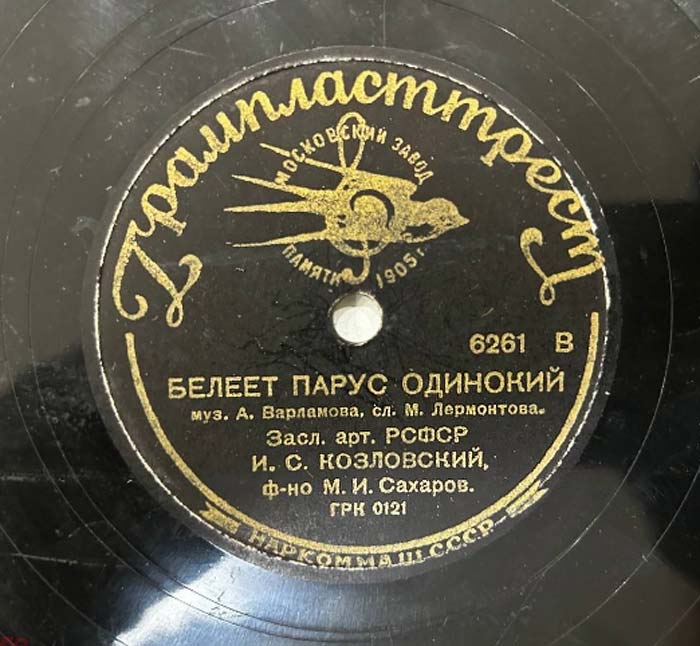 Грампласттрест
МОСКОВСКИЙ ЗАВОД
ПАМЯТИ 1905 г.
6261 В
БЕЛЕЕТ ПАРУС ОДИНОКИЙ
муз. А. Варламова, сл. М. Лермонтова.
Засл. арт. РСФСР
И. С. КОЗЛОВСКИЙ,
ф-но М. И. Сахаров.
ГРК 0121
НАРКОММАШ СССР